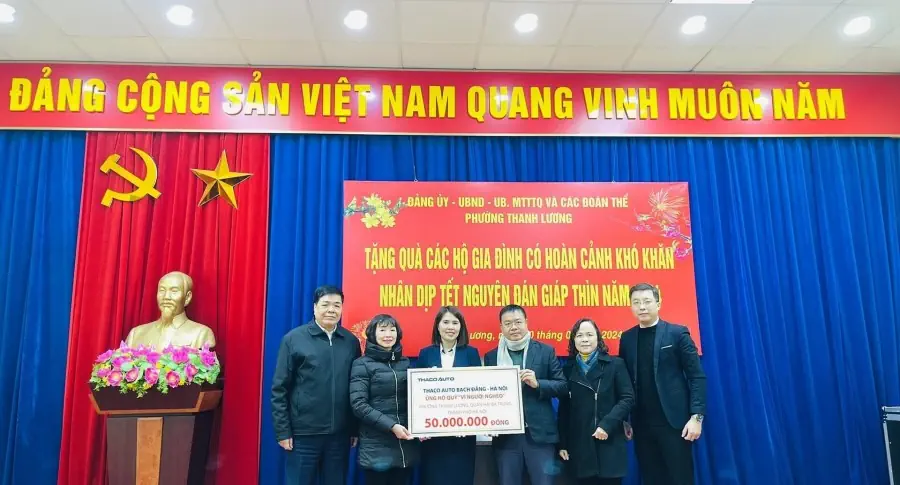 ĐẢNG CỘNG SẢN VIỆT NAM QUANG VINH MUÔN NĂM
ĐẢNG ỦY - UBND - UB. MTTTQ VÀ CÁC ĐOÀN THỂ
PHƯỜNG THANH LƯƠNG
TẶNG QUÀ CÁC HỘ GIA ĐÌNH CÓ HOÀN CẢNH KHÓ KHĂN
NHÂN DỊP TẾT NGUYÊN ĐÁN GIÁP THÌN NĂM
2024
THACO AUTO
THACO AUTO BẠCH ĐẰNG - HÀ NỘI
ỦNG HỘ QUỸ "VÌ NGƯỜI NGHÈO"
50.000.000 ĐỒNG